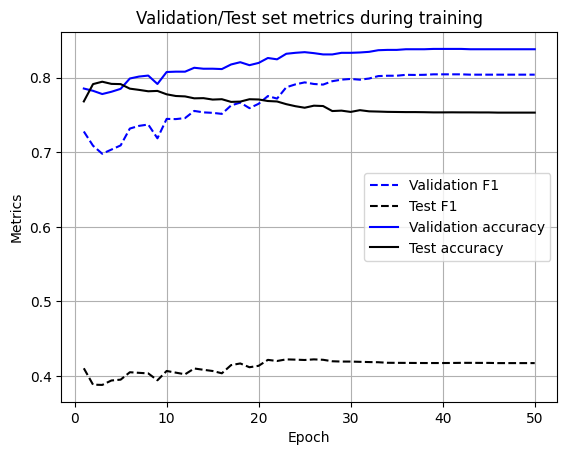 Validation/Test set metrics during training
Metrics
0.8
0.7
0.6
0.5
0.4
Validation F1
Test F1
Validation accuracy
Test accuracy
0
10
20
30
40
50
Epoch